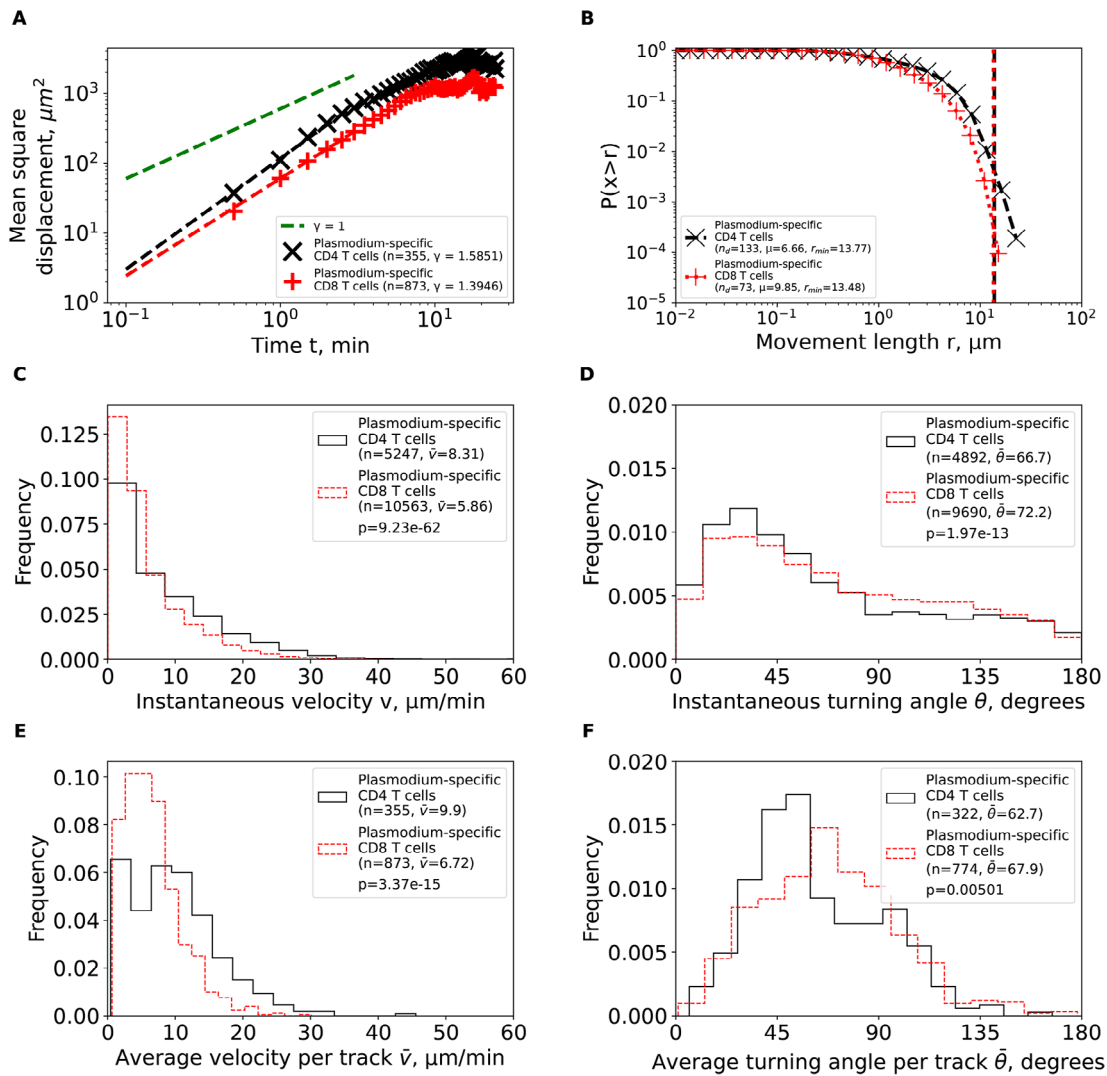 A
Mean square
displacement, μm²
10³
10²
10¹
10⁰
10⁻¹
10⁰
10¹
Time t, min
γ = 1
Plasmodium-specific
CD4 T cells (n=355, γ = 1.5851)
Plasmodium-specific
CD8 T cells (n=873, γ = 1.3946)
B
P(x>r)
10⁰
10⁻¹
10⁻²
10⁻³
10⁻⁴
10⁻⁵
10⁻²
10⁻¹
10⁰
10¹
10²
Movement length r, μm
Plasmodium-specific
CD4 T cells
(n_d=133, μ=6.66, r_min=13.77)
Plasmodium-specific
CD8 T cells
(n_d=73, μ=9.85, r_min=13.48)
C
Frequency
0.125
0.100
0.075
0.050
0.025
0.000
0 10 20 30 40 50 60
Instantaneous velocity v, μm/min
Plasmodium-specific
CD4 T cells
(n=5247, v̄=8.31)
Plasmodium-specific
CD8 T cells
(n=10563, v̄=5.86)
p=9.23e-62
D
Frequency
0.020
0.015
0.010
0.005
0.000
0 45 90 135 180
Instantaneous turning angle θ, degrees
Plasmodium-specific
CD4 T cells
(n=4892, θ̄=66.7)
Plasmodium-specific
CD8 T cells
(n=9690, θ̄=72.2)
p=1.97e-13
E
Frequency
0.10
0.08
0.06
0.04
0.02
0.00
0 10 20 30 40 50 60
Average velocity per track v̄, μm/min
Plasmodium-specific
CD4 T cells
(n=355, v̄=9.9)
Plasmodium-specific
CD8 T cells
(n=873, v̄=6.72)
p=3.37e-15
F
Frequency
0.020
0.015
0.010
0.005
0.000
0 45 90 135 180
Average turning angle per track θ̄, degrees
Plasmodium-specific
CD4 T cells
(n=322, θ̄=62.7)
Plasmodium-specific
CD8 T cells
(n=774, θ̄=67.9)
p=0.00501